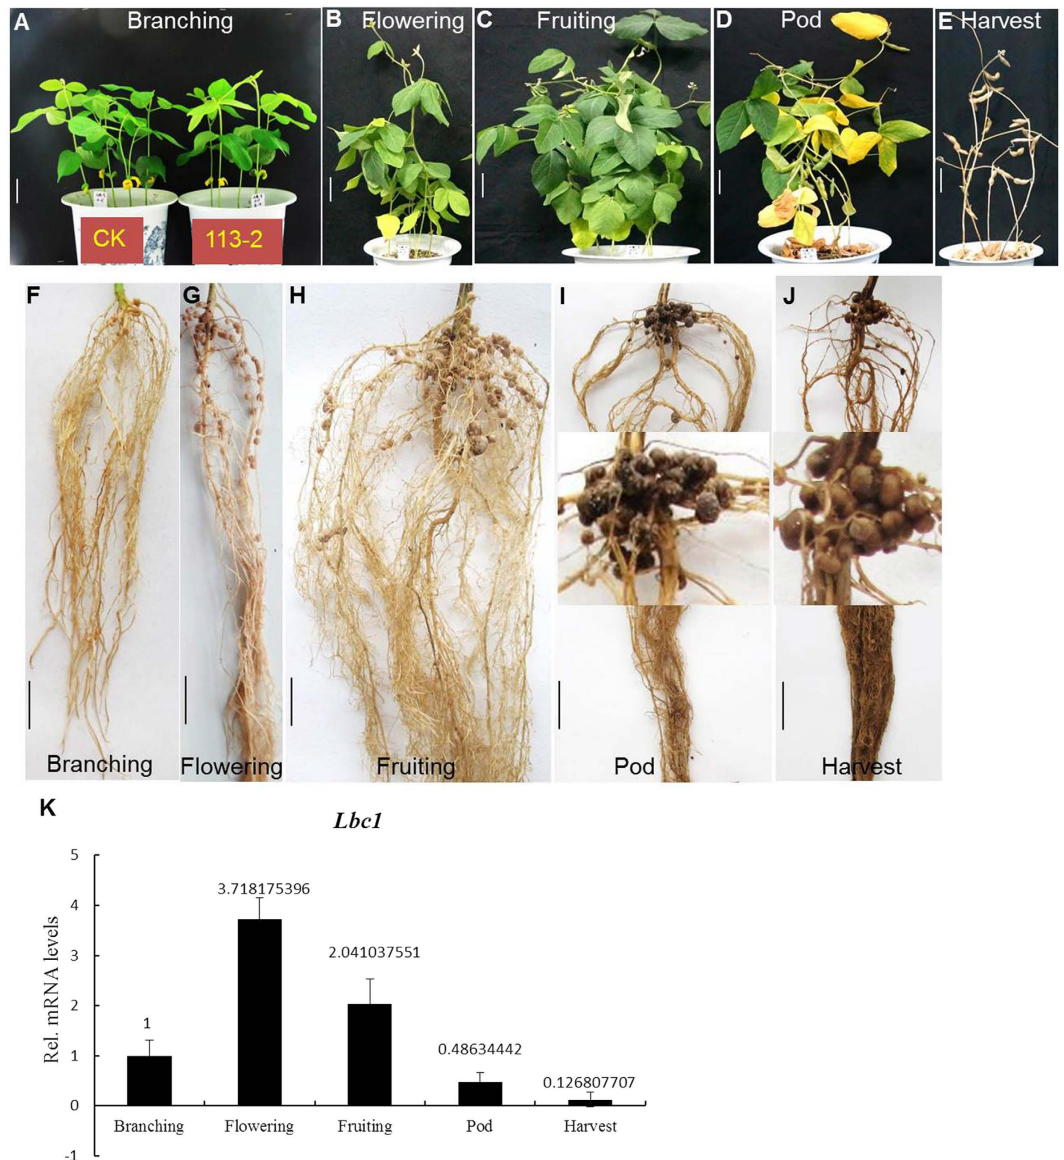 A Branching
B Flowering
C Fruiting
D Pod
E Harvest
CK
113-2
F
G
H
I
J
Branching
Flowering
Fruiting
Pod
Harvest
K
Lbc1
Rel. mRNA levels
5
4
3
2
1
0
-1
1
3.718175396
2.041037551
0.48634442
0.126807707
Branching
Flowering
Fruiting
Pod
Harvest